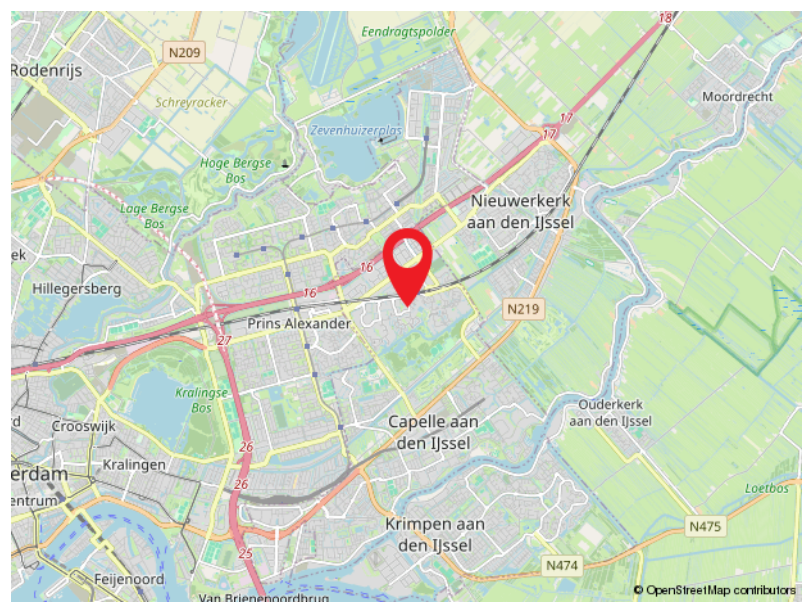 18
Eendragtspolder
N209
Rodenrijs
Moordrecht
Schreyracker
17
Zevenhuizerplas
17
Hoge Bergse
Bos
Nieuwerkerk
aan den IJssel
Lage Bergse
Bos
ek
16
Hillegersberg
16
N219
Prins Alexander
27
Kralingse
Bos
Ouderkerk
aan den IJssel
d
Crooswijk
Capelle aan
den IJssel
26
Kralingen
erdam
26
Loetbos
entrum
Krimpen aan
den IJssel
N475
25
N474
Feijenoord
© OpenStreetMap contributors
Van Brienenoordbrug